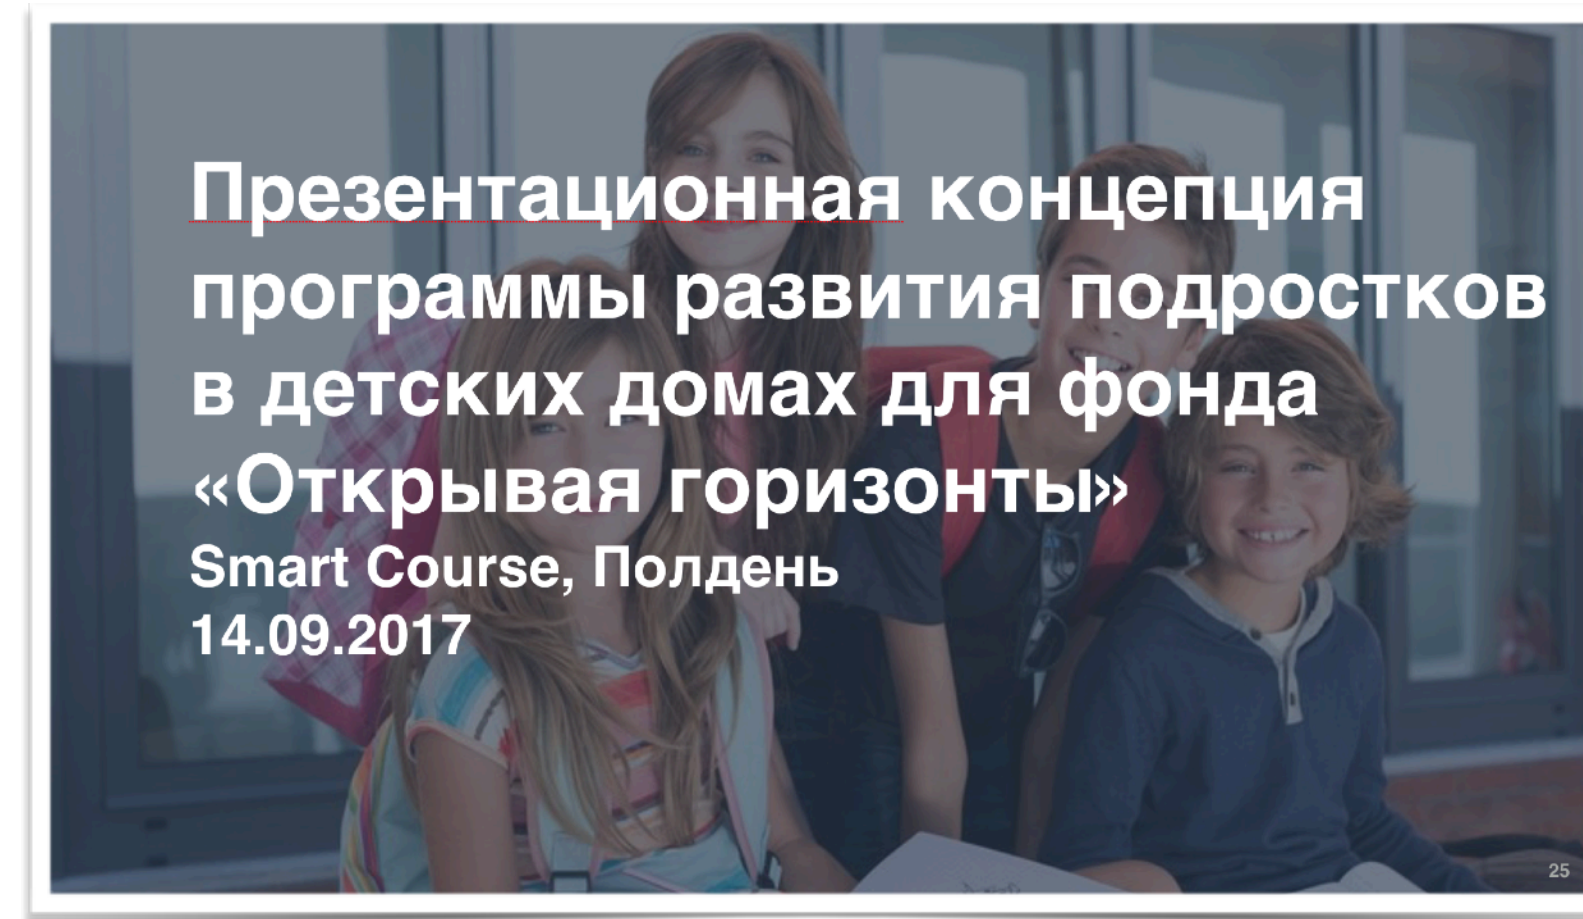 Презентационная концепция
программы развития подростков
в детских домах для фонда
«Открывая горизонты»
Smart Course, Полдень
14.09.2017
25